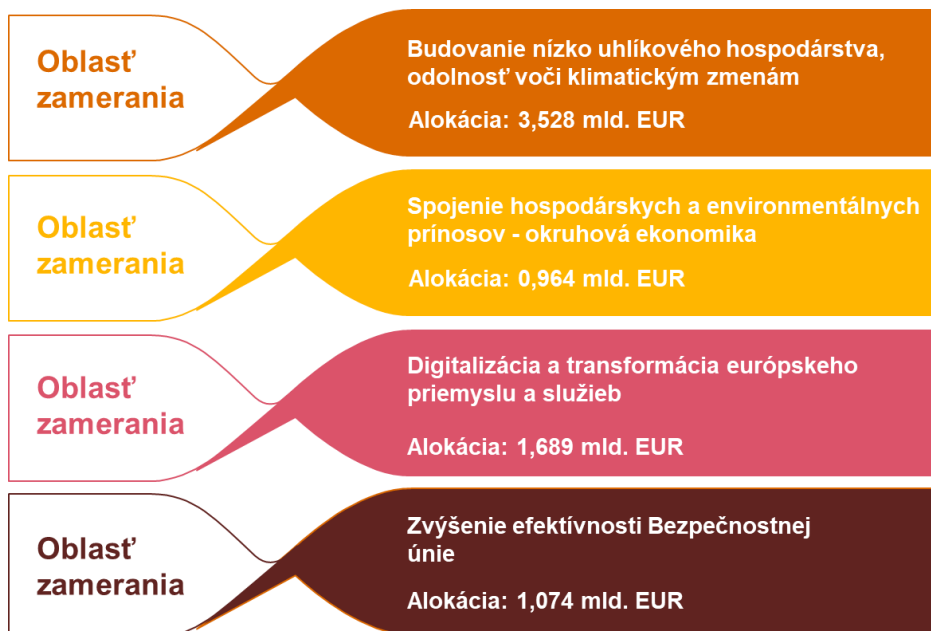 Oblasť
zamerania
Budovanie nízko uhlíkového hospodárstva,
odolnosť voči klimatickým zmenám
Alokácia: 3,528 mld. EUR
Oblasť
zamerania
Spojenie hospodárskych a environmentálnych
prínosov - okruhová ekonomika
Alokácia: 0,964 mld. EUR
Oblasť
zamerania
Digitalizácia a transformácia európskeho
priemyslu a služieb
Alokácia: 1,689 mld. EUR
Oblasť
zamerania
Zvýšenie efektívnosti Bezpečnostnej
únie
Alokácia: 1,074 mld. EUR